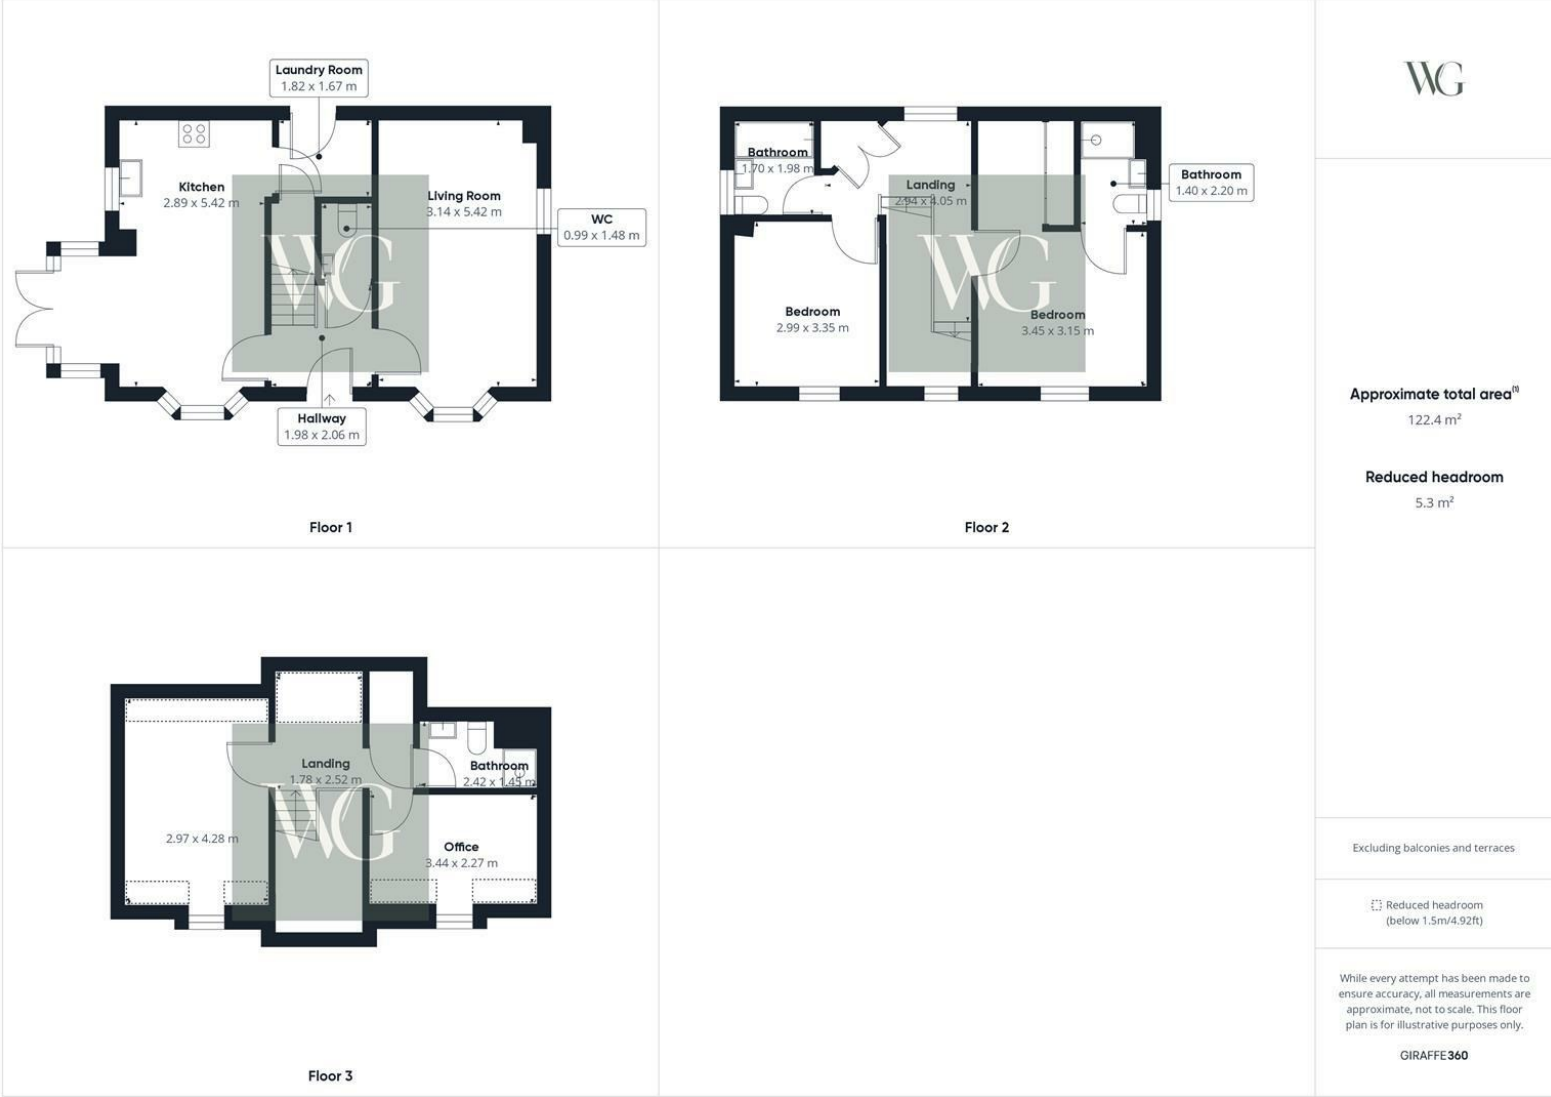 Laundry Room
1.82 x 1.67 m
Kitchen
2.89 x 5.42 m
Living Room
3.14 x 5.42 m
WC
0.99 x 1.48 m
WG
Hallway
1.98 x 2.06 m
Floor 1
Bathroom
1.70 x 1.98 m
Landing
2.94 x 4.05 m
Bathroom
1.40 x 2.20 m
WG
Bedroom
2.99 x 3.35 m
Bedroom
3.45 x 3.15 m
Floor 2
Landing
1.78 x 2.52 m
Bathroom
2.42 x 1.45 m
WG
2.97 x 4.28 m
Office
3.44 x 2.27 m
Floor 3
WG
Approximate total area(1)
122.4 m²
Reduced headroom
5.3 m²
Excluding balconies and terraces
Reduced headroom
(below 1.5m/4.92ft)
While every attempt has been made to
ensure accuracy, all measurements are
approximate, not to scale. This floor
plan is for illustrative purposes only.
GIRAFFE360